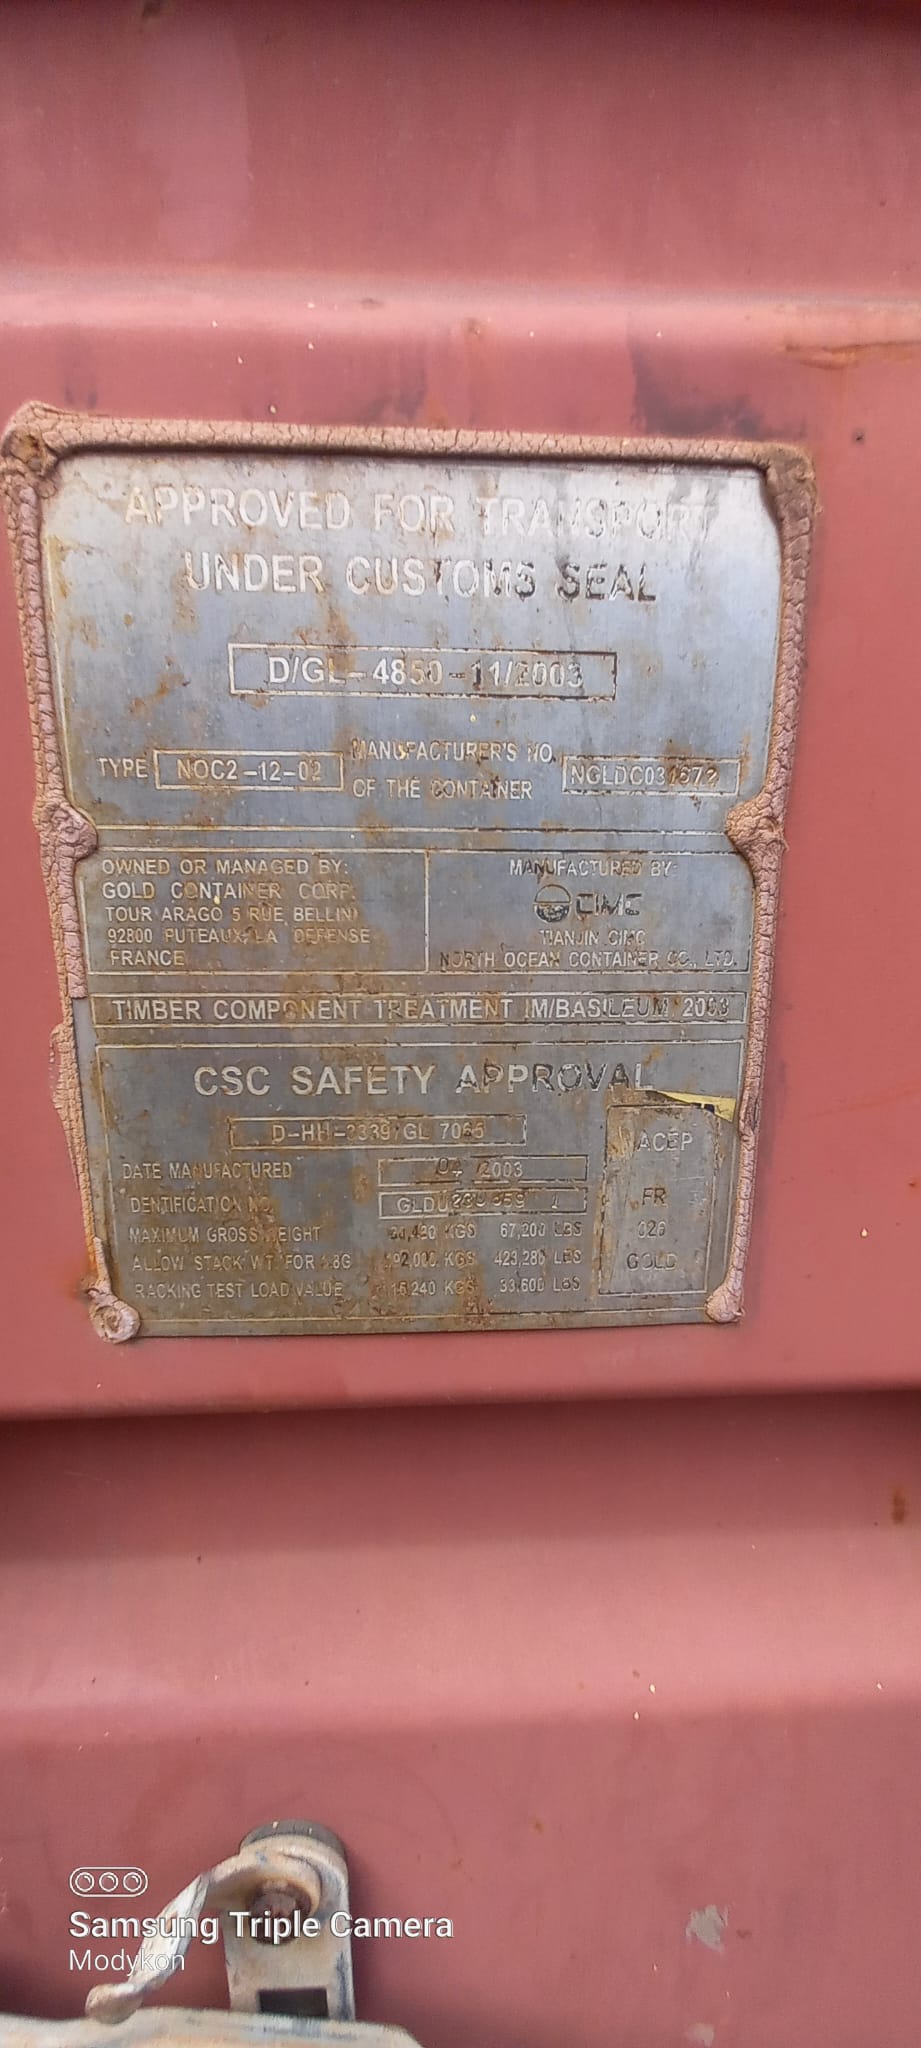 APPROVED FOR TRANSPORT
UNDER CUSTOMS SEAL
D/GL-4850-11/2003
TYPE NOC2-12-02
MANUFACTURER'S NO.
OF THE CONTAINER
OWNED OR MANAGED BY:
GOLD CONTAINER CORP.
TOUR ARAGO 5 RUE BELLINI
92800 PUTEAUX, LA DEFENSE
FRANCE
MANUFACTURED BY:
CIMC
TIANJIN CIMC
NORTH OCEAN CONTAINER CO., LTD.
TIMBER COMPONENT TREATMENT IM/BASILEUM 2003
CSC SAFETY APPROVAL
GL 7065
DATE MANUFACTURED 04 /2003
IDENTIFICATION NO.
MAXIMUM GROSS WEIGHT 67,200 LBS
ALLOW STACK WT. FOR 1.8G 423,280 LBS
RACKING TEST LOAD VALUE 15,240 KGS 33,600 LBS
ACEP
FR
GOLD
Samsung Triple Camera
Modykon